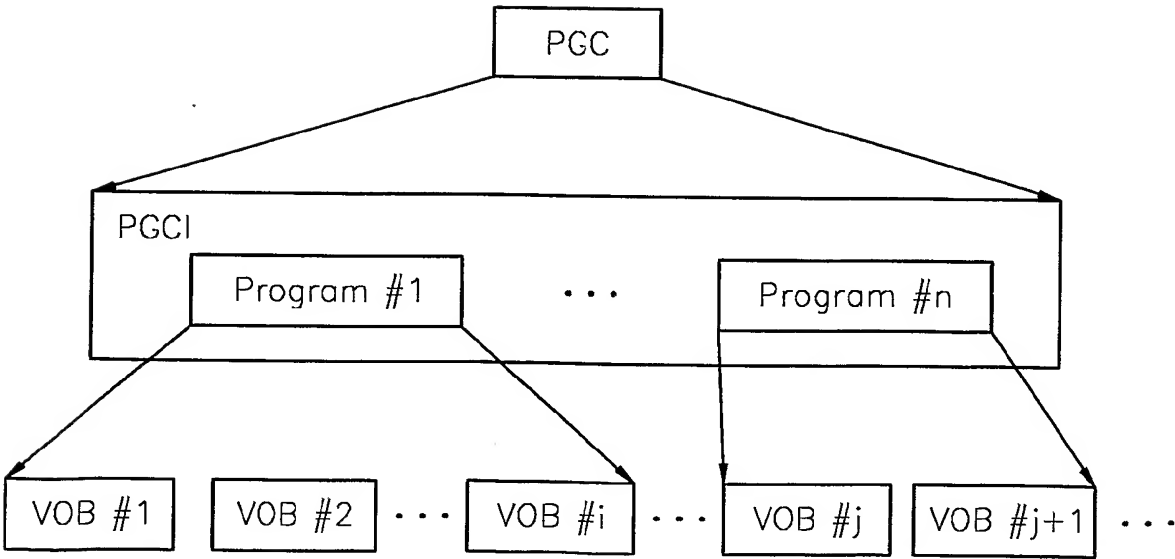 PGC
PGCI
Program #1 ... Program #n
VOB #1 VOB #2 ... VOB #i ... VOB #j VOB #j+1 ...